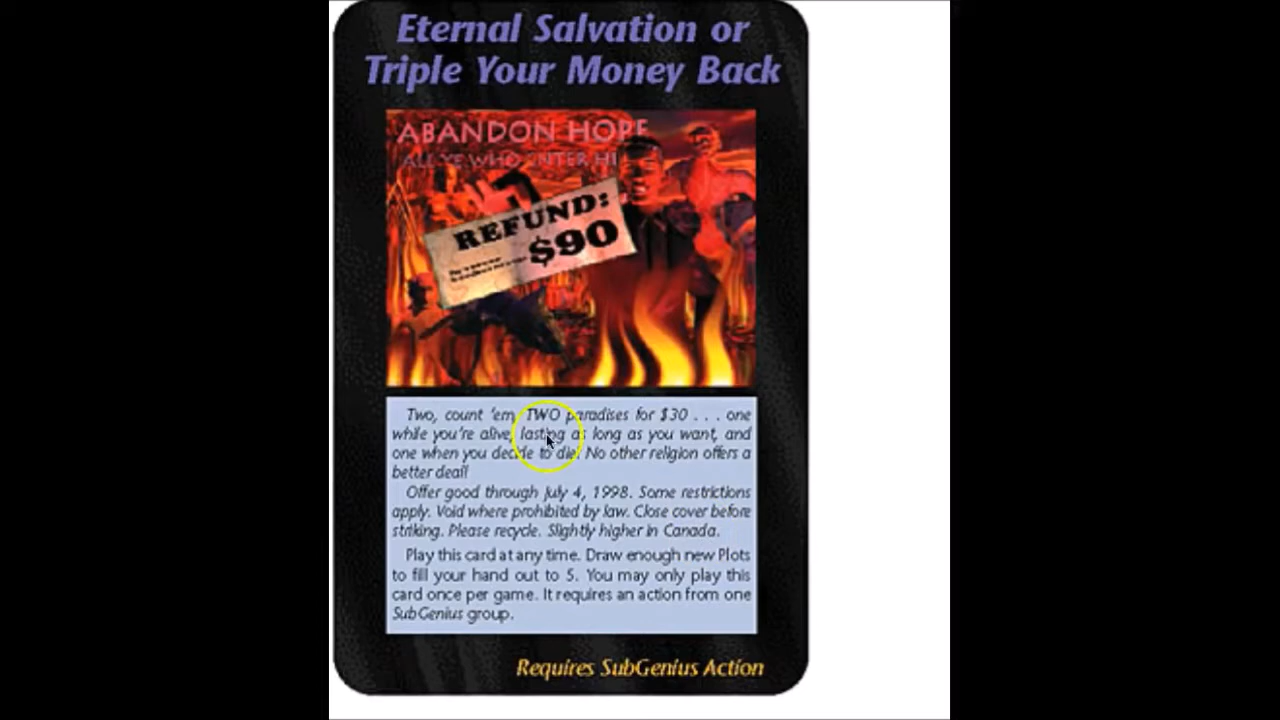 Eternal Salvation or
Triple Your Money Back
ABANDON HOPE
ALL YE WHO ENTER
REFUND:
$90
Two, count 'em, TWO paradises for $30 . . . one
while you're alive, lasting as long as you want, and
one when you decide to die! No other religion offers a
better deal!
Offer good through July 4, 1998. Some restrictions
apply. Void where prohibited by law. Close cover before
striking. Please recycle. Slightly higher in Canada.
Play this card at any time. Draw enough new Plots
to fill your hand out to 5. You may only play this
card once per game. It requires an action from one
SubGenius group.
Requires SubGenius Action